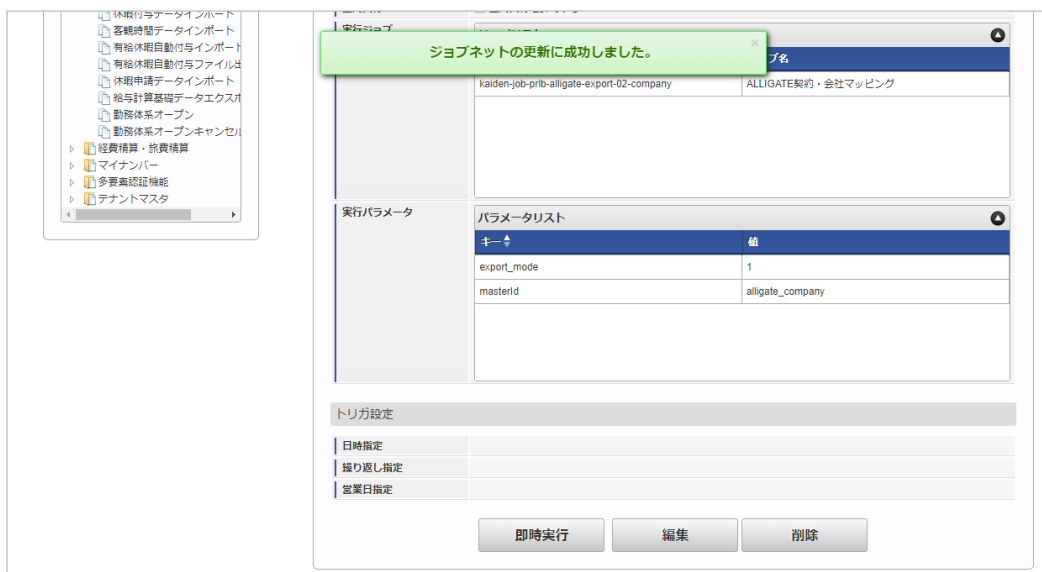 休暇付与データインポート
客観時間データインポート
有給休暇自動付与インポート
有給休暇自動付与ファイル出
休暇申請データインポート
給与計算基礎データエクスポ
勤務体系オープン
勤務体系オープンキャンセル
経費精算・旅費精算
マイナンバー
多要素認証機能
テナントマスタ
実行ジョブ
ジョブネットの更新に成功しました。
×
ブ名
kaiden-job-prlb-alligate-export-02-company
ALLIGATE契約・会社マッピング
実行パラメータ
パラメータリスト
キー
値
export_mode
1
masterId
alligate_company
トリガ設定
日時指定
繰り返し指定
営業日指定
即時実行
編集
削除